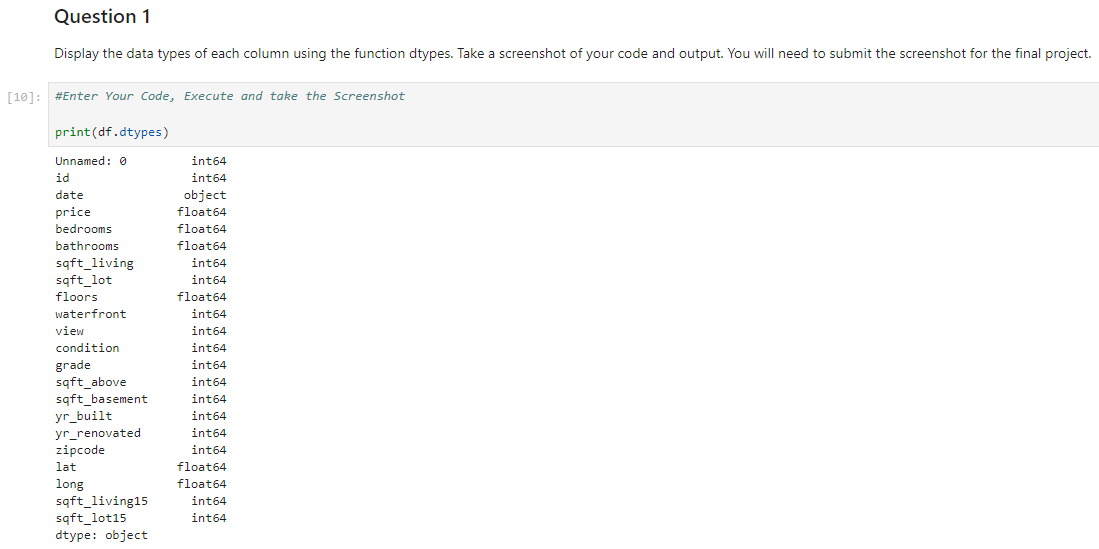 Question 1
Display the data types of each column using the function dtypes. Take a screenshot of your code and output. You will need to submit the screenshot for the final project.
[10]: #Enter Your Code, Execute and take the Screenshot
print(df.dtypes)
Unnamed: 0 int64
id int64
date object
price float64
bedrooms float64
bathrooms float64
sqft_living int64
sqft_lot int64
floors float64
waterfront int64
view int64
condition int64
grade int64
sqft_above int64
sqft_basement int64
yr_built int64
yr_renovated int64
zipcode int64
lat float64
long float64
sqft_living15 int64
sqft_lot15 int64
dtype: object